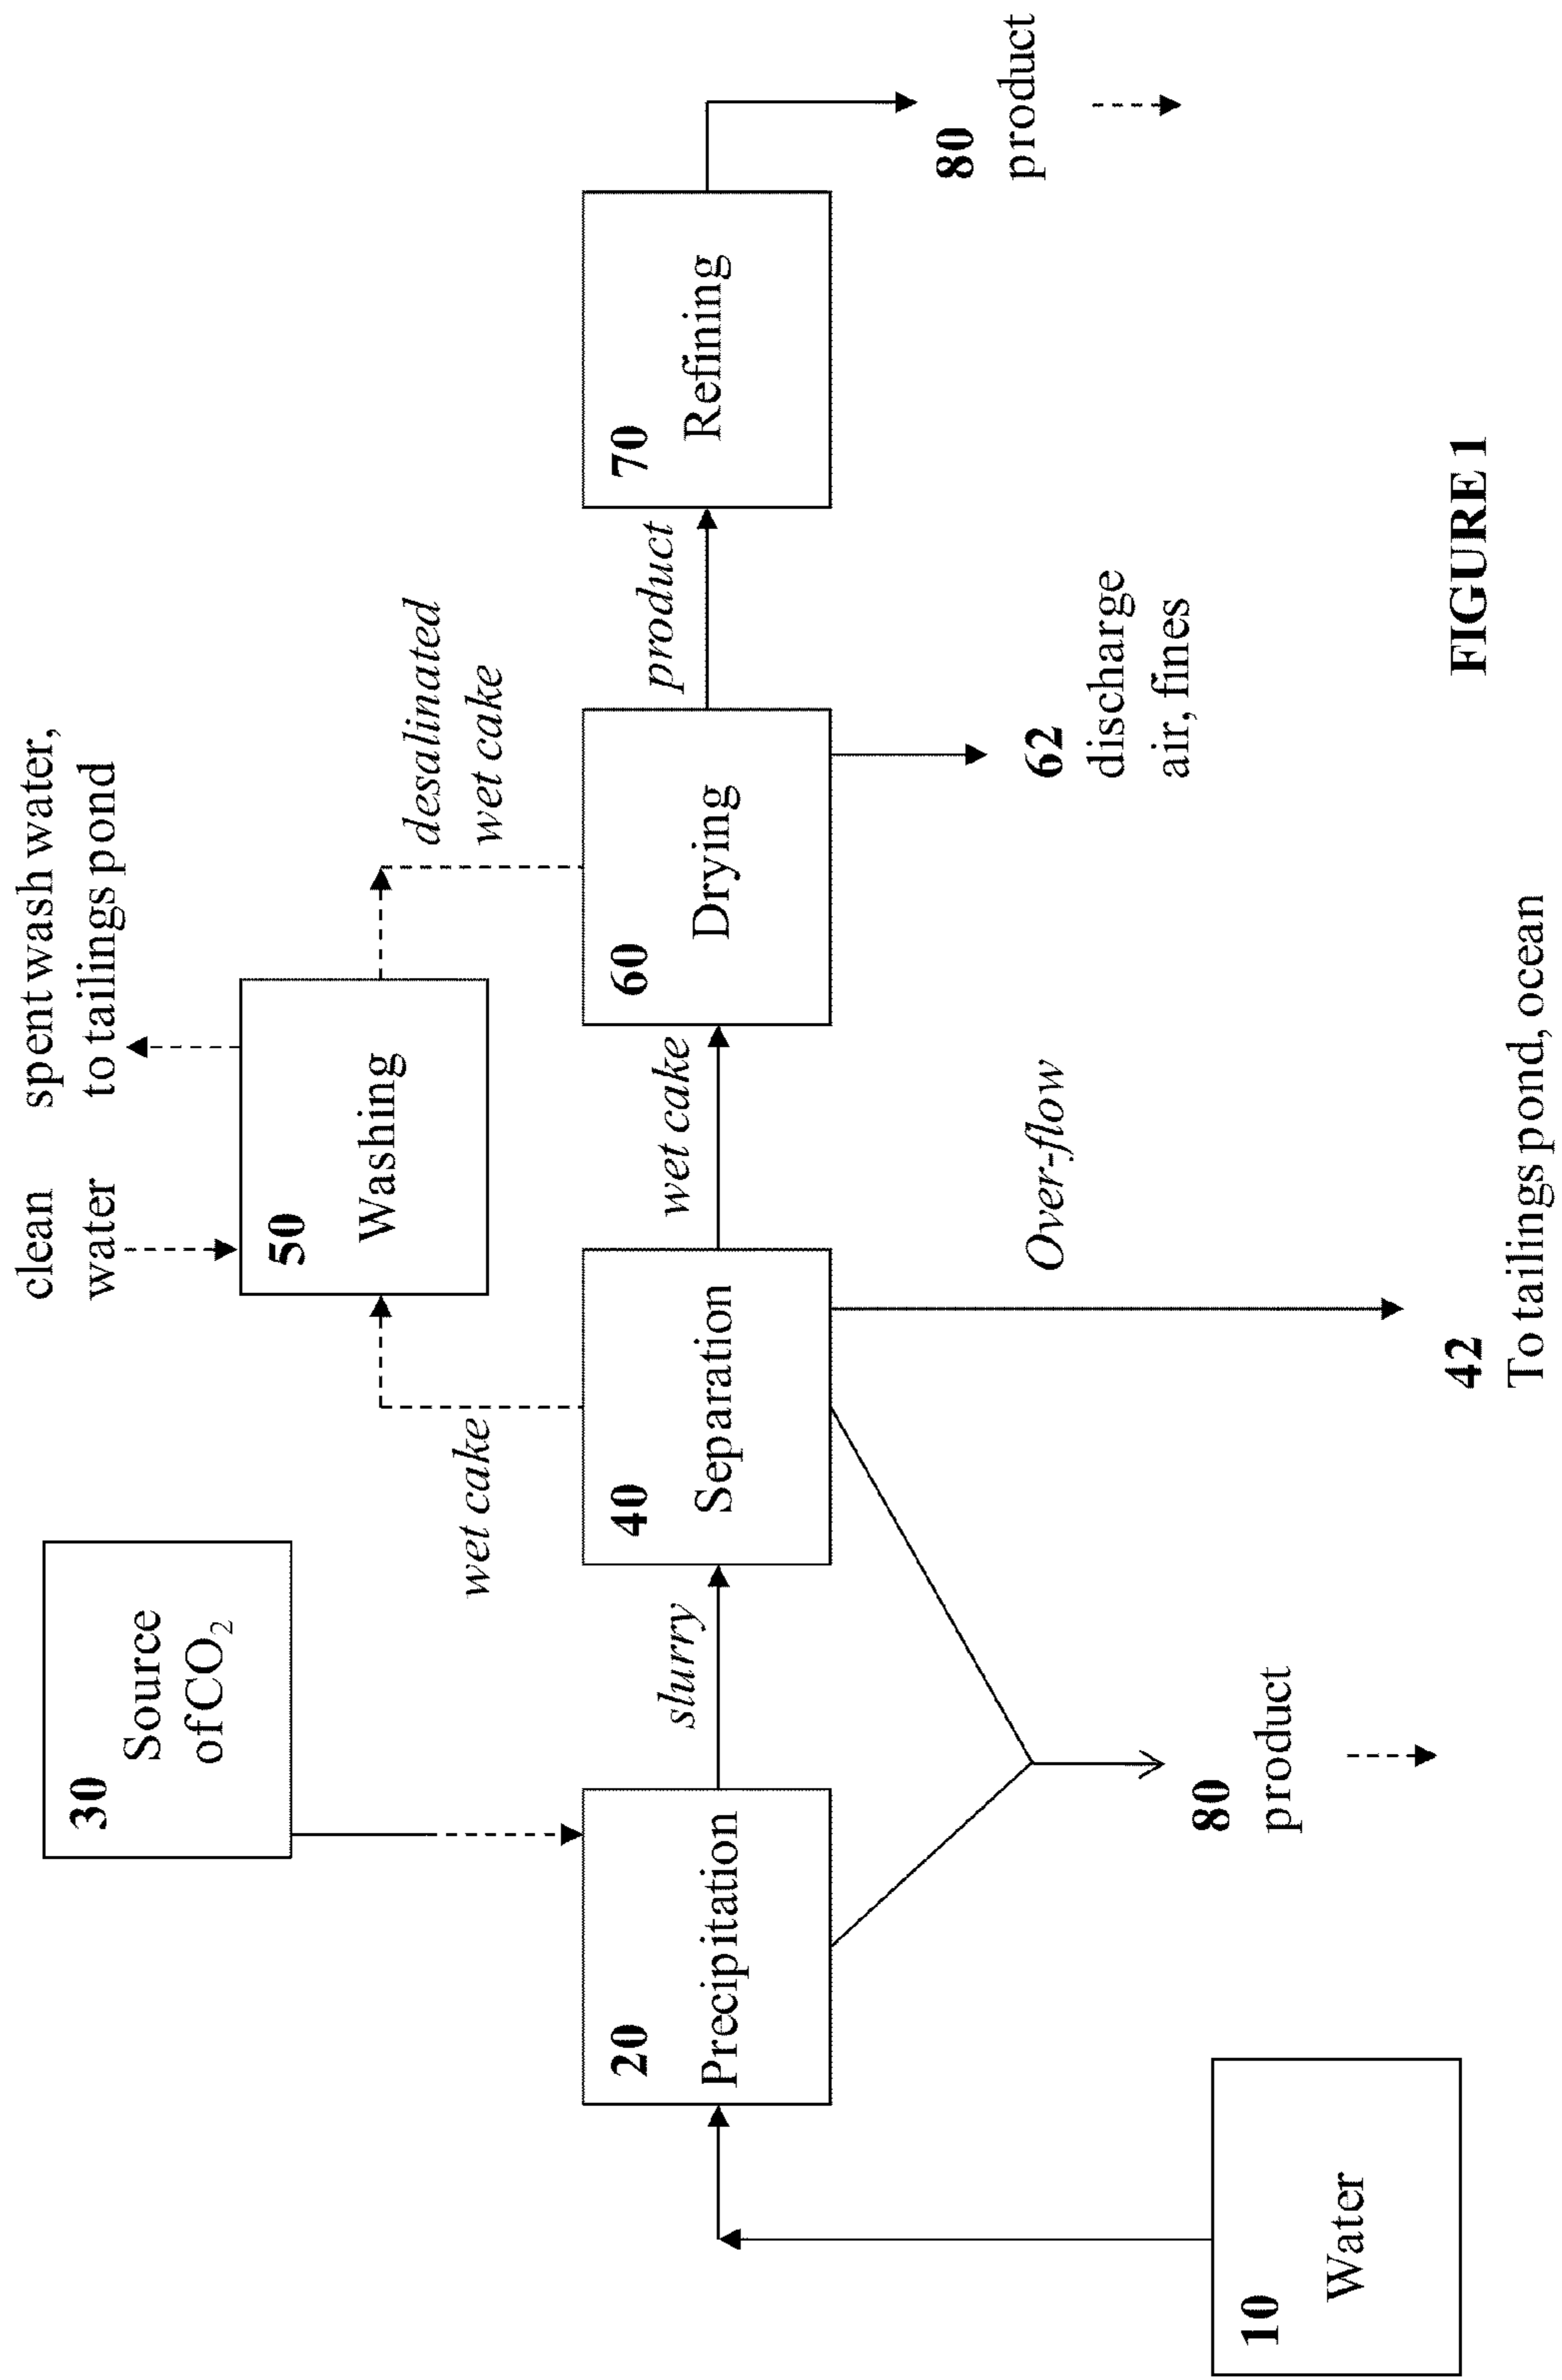 clean
water
spent wash water,
to tailings pond
30
Source
of CO₂
50
Washing
wet cake
desalinated
wet cake
20
Precipitation
slurry
40
Separation
wet cake
60
Drying
product
70
Refining
80
product
62
discharge
air, fines
Over-flow
80
product
10
Water
42
To tailings pond, ocean
FIGURE 1